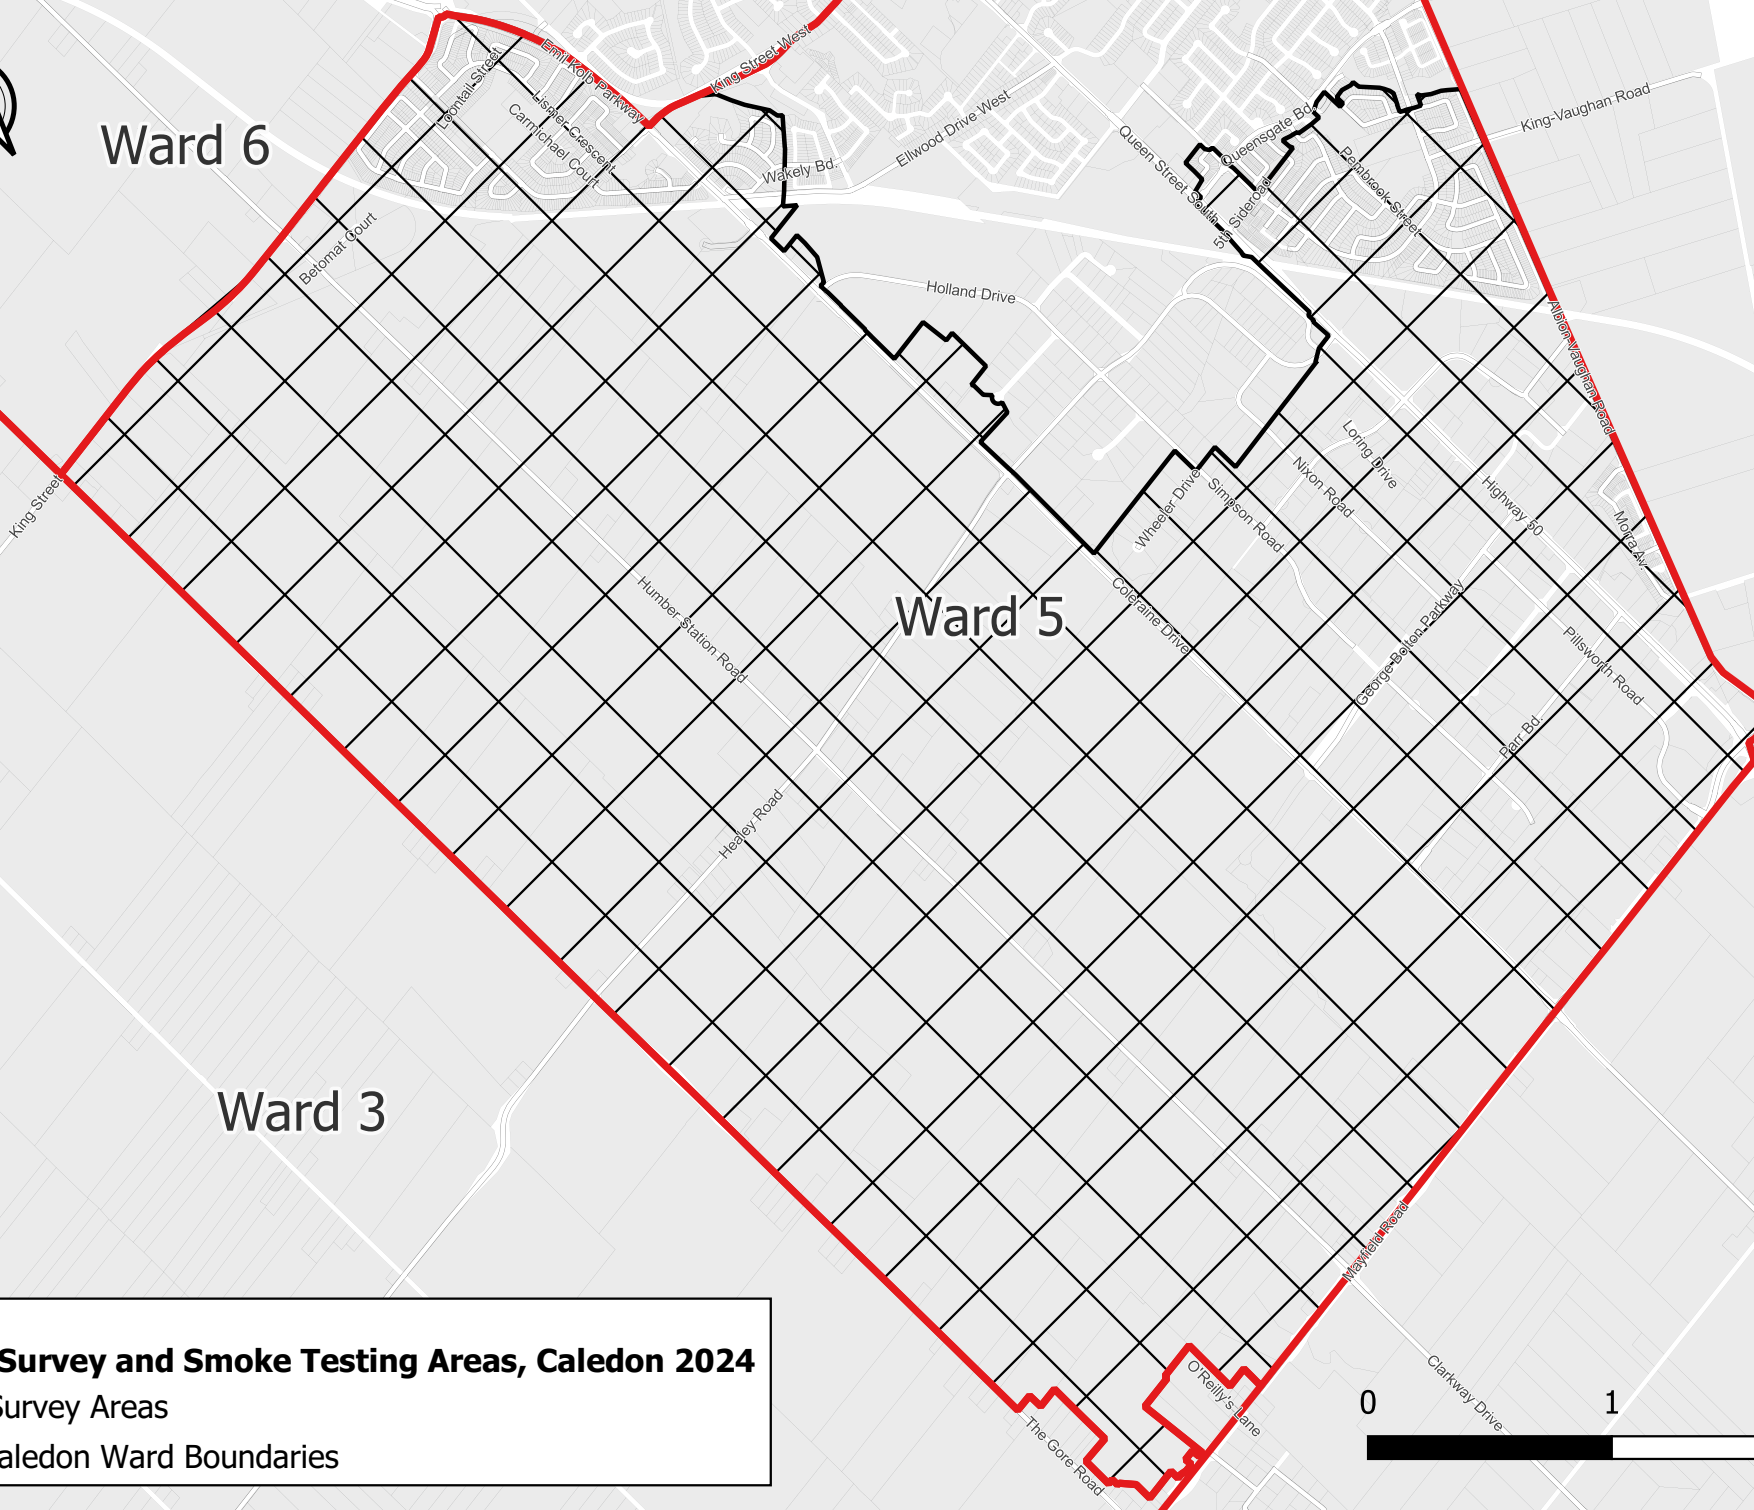 Emil Kolb Parkway
King Street West
Loontail Street
Lismer Crescent
Carmichael Court
Ward 6
Wakely Bd.
Ellwood Drive West
Queen Street South
Queensgate Bd.
5th Sideroad
Pembrook Street
King-Vaughan Road
Betomat Court
Holland Drive
Albion-Vaughan Road
King Street
Loring Drive
Nixon Road
Simpson Road
Wheeler Drive
Highway 50
Morra Av.
Ward 5
Humber Station Road
Coleraine Drive
George Bolton Parkway
Pillsworth Road
Parr Bd.
Healey Road
Ward 3
Mayfield Road
O'Reilly's Lane
The Gore Road
Clarkway Drive
Survey and Smoke Testing Areas, Caledon 2024
Survey Areas
aledon Ward Boundaries
0 1